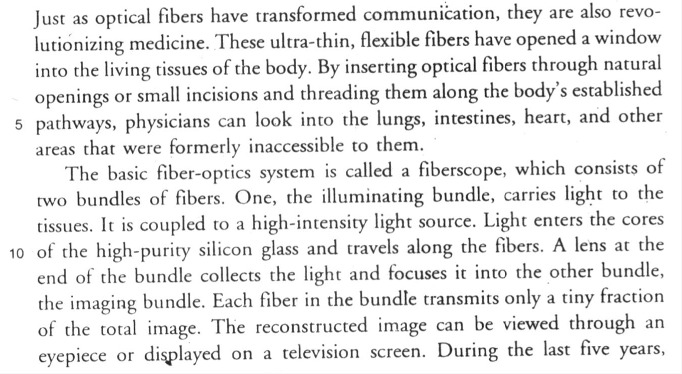 Just as optical fibers have transformed communication, they are also revo-
lutionizing medicine. These ultra-thin, flexible fibers have opened a window
into the living tissues of the body. By inserting optical fibers through natural
openings or small incisions and threading them along the body's established
5 pathways, physicians can look into the lungs, intestines, heart, and other
areas that were formerly inaccessible to them.
The basic fiber-optics system is called a fiberscope, which consists of
two bundles of fibers. One, the illuminating bundle, carries light to the
tissues. It is coupled to a high-intensity light source. Light enters the cores
10 of the high-purity silicon glass and travels along the fibers. A lens at the
end of the bundle collects the light and focuses it into the other bundle,
the imaging bundle. Each fiber in the bundle transmits only a tiny fraction
of the total image. The reconstructed image can be viewed through an
eyepiece or displayed on a television screen. During the last five years,